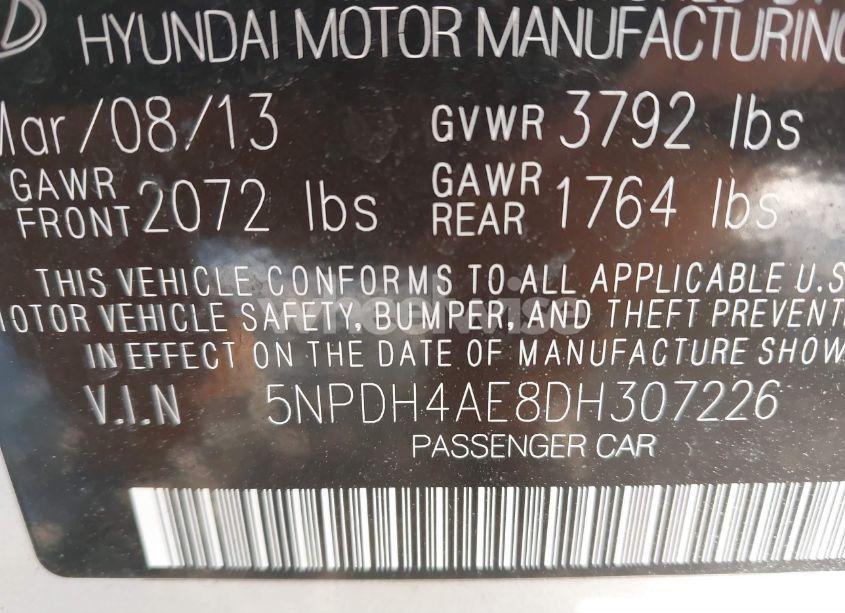 HYUNDAI MOTOR MANUFACTURING
Mar/08/13 GVWR 3792 lbs
GAWR FRONT 2072 lbs GAWR REAR 1764 lbs
THIS VEHICLE CONFORMS TO ALL APPLICABLE U.S
MOTOR VEHICLE SAFETY, BUMPER, AND THEFT PREVENT
IN EFFECT ON THE DATE OF MANUFACTURE SHOW
V.I.N 5NPDH4AE8DH307226
PASSENGER CAR
wheelwise